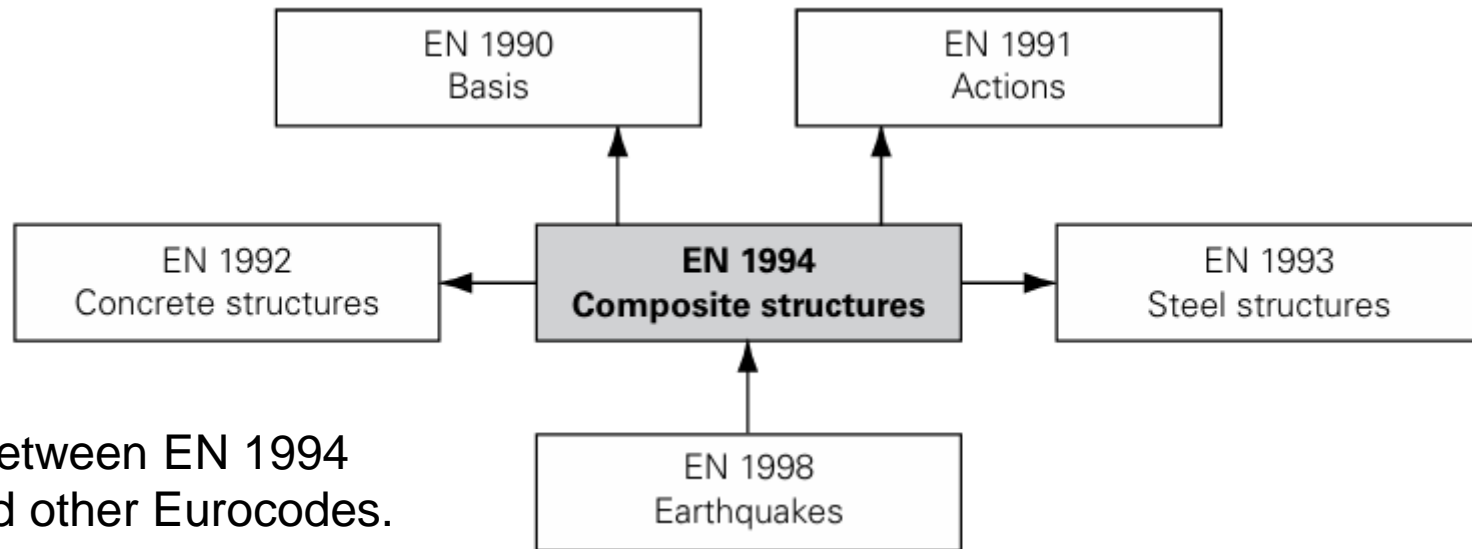 EN 1990
Basis
EN 1991
Actions
EN 1992
Concrete structures
EN 1994
Composite structures
EN 1993
Steel structures
EN 1998
Earthquakes
etween EN 1994
d other Eurocodes.